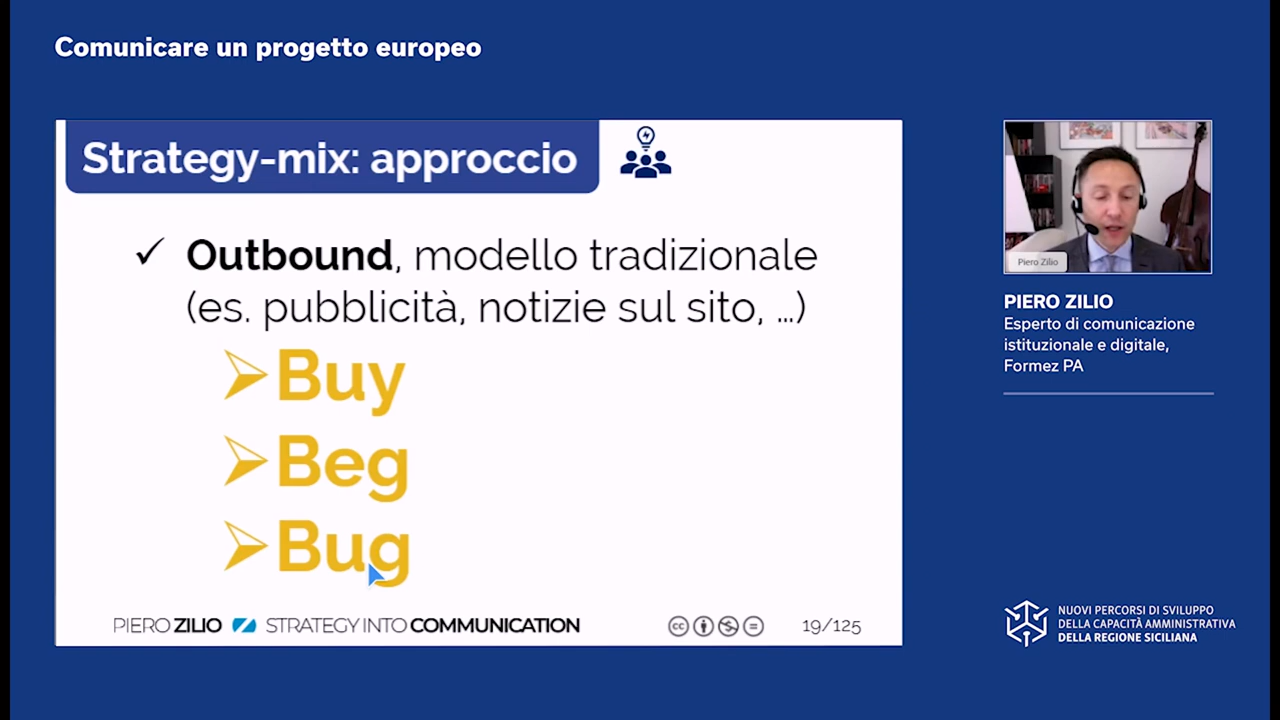 Comunicare un progetto europeo
Strategy-mix: approccio
✓ Outbound, modello tradizionale
(es. pubblicità, notizie sul sito, ...)
➢Buy
➢Beg
➢Bug
PIERO ZILIO STRATEGY INTO COMMUNICATION
cc
19/125
Piero Zilio
PIERO ZILIO
Esperto di comunicazione
istituzionale e digitale,
Formez PA
NUOVI PERCORSI DI SVILUPPO
DELLA CAPACITÀ AMMINISTRATIVA
DELLA REGIONE SICILIANA